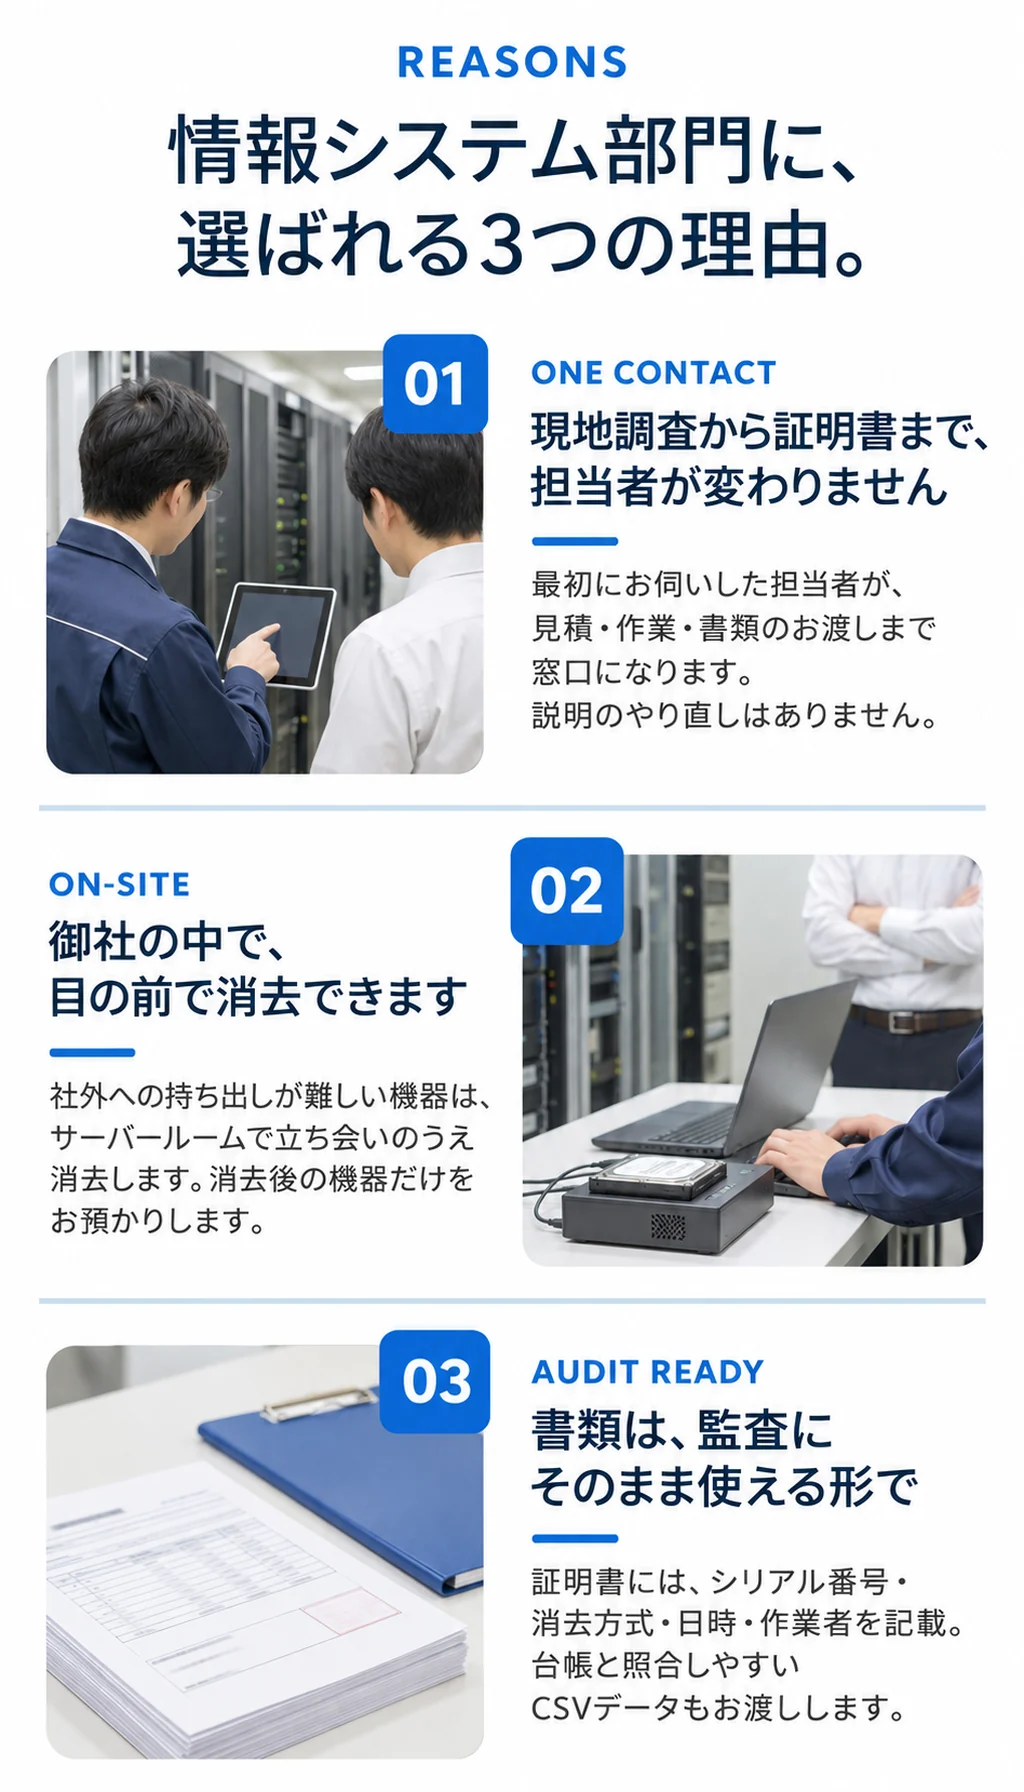 REASONS
情報システム部門に、
選ばれる3つの理由。
01
ONE CONTACT
現地調査から証明書まで、
担当者が変わりません
最初にお伺いした担当者が、
見積・作業・書類のお渡しまで
窓口になります。
説明のやり直しはありません。
ON-SITE
御社の中で、
目の前で消去できます
社外への持ち出しが難しい機器は、
サーバールームで立ち会いのうえ
消去します。消去後の機器だけを
お預かりします。
02
03
AUDIT READY
書類は、監査に
そのまま使える形で
証明書には、シリアル番号・
消去方式・日時・作業者を記載。
台帳と照合しやすい
CSVデータもお渡しします。